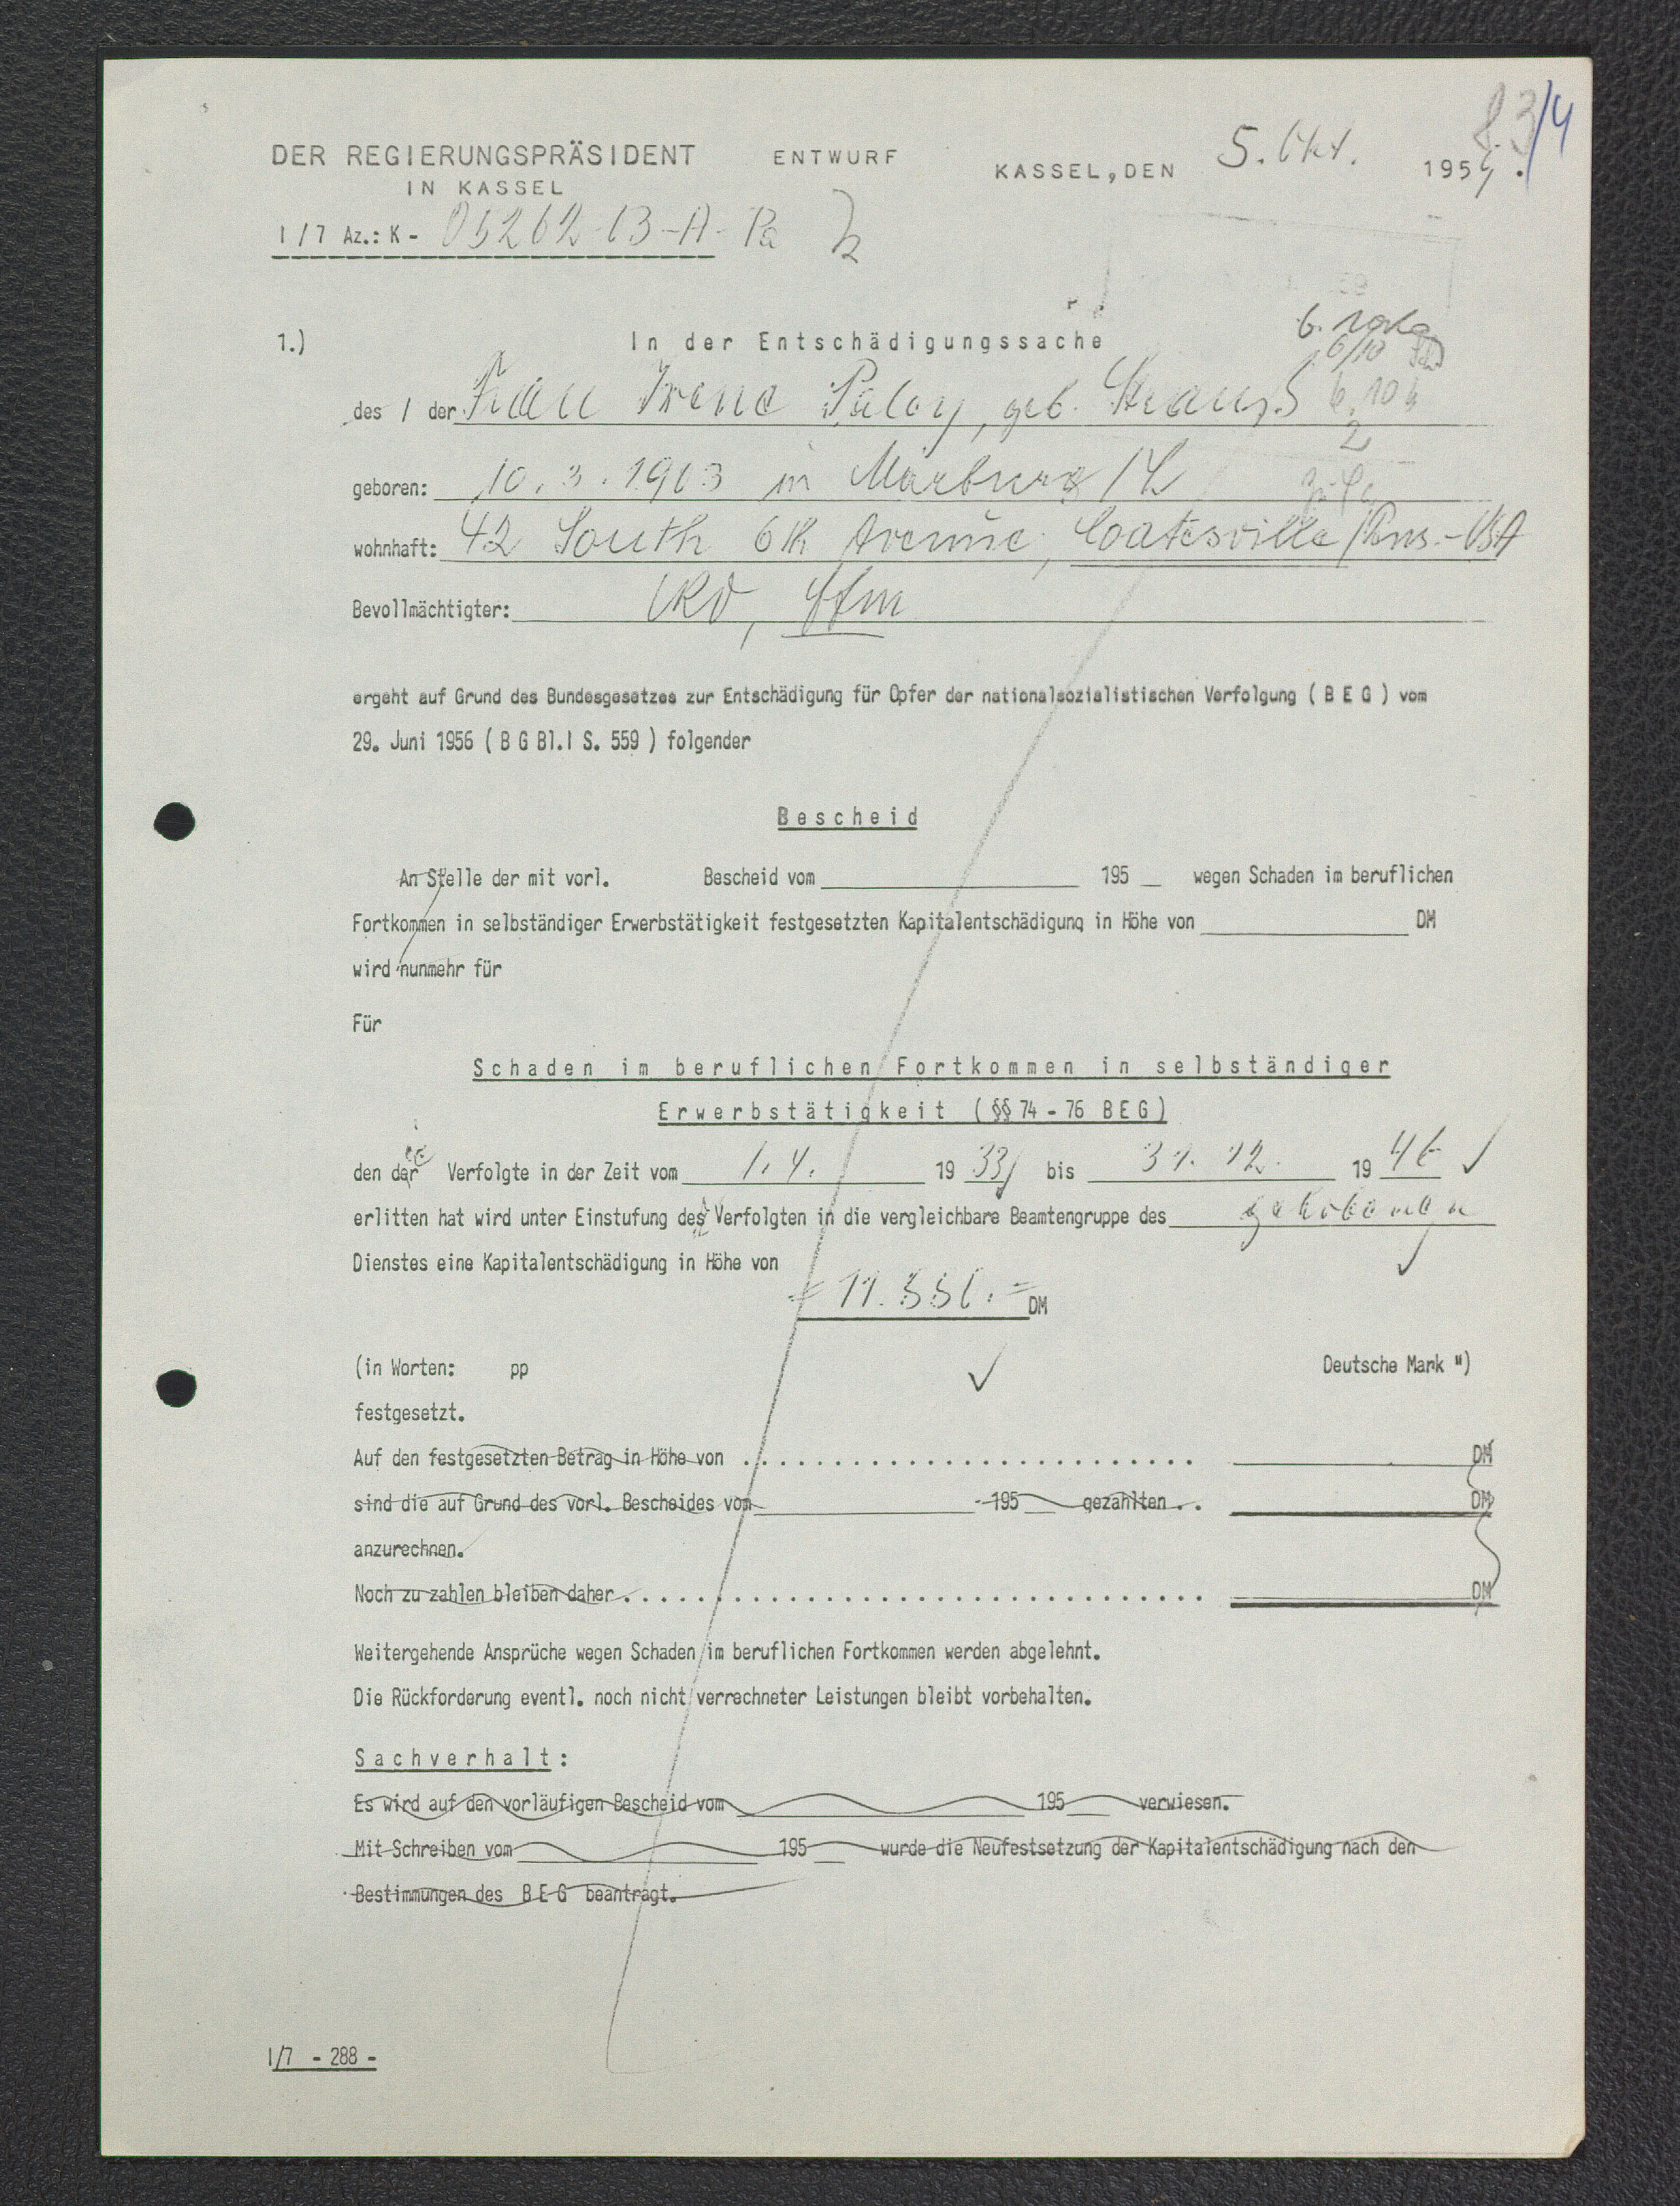 83/4
DER REGIERUNGSPRÄSIDENT ENTWURF KASSEL, DEN 5. Okt. 1959.
IN KASSEL
I/7 Az.: K - 05262-13-A- Pa
1.) In der Entschädigungssache
6/10
des / der Frau Irene Paley, geb. Strauss
geboren: 10.3.1903 in Marburg /L
wohnhaft: 42 South 6th Avenue, Coatesville / Pens. - USA
Bevollmächtigter: URO, Ffm
ergeht auf Grund des Bundesgesetzes zur Entschädigung für Opfer der nationalsozialistischen Verfolgung ( B E G ) vom
29. Juni 1956 ( B G Bl.I S. 559 ) folgender
Bescheid
An Stelle der mit vorl. Bescheid vom 195 wegen Schaden im beruflichen
Fortkommen in selbständiger Erwerbstätigkeit festgesetzten Kapitalentschädigung in Höhe von DM
wird nunmehr für
Für
Schaden im beruflichen Fortkommen in selbständiger
Erwerbstätigkeit (§§ 74 - 76 BEG)
den der Verfolgte in der Zeit vom 1.4. 19 33 bis 31. 12. 19
erlitten hat wird unter Einstufung des Verfolgten in die vergleichbare Beamtengruppe des gehobenen
Dienstes eine Kapitalentschädigung in Höhe von
DM
(in Worten: pp Deutsche Mark ")
festgesetzt.
Auf den festgesetzten Betrag in Höhe von . . . . . . . . . . . . . . . . . . . . . . . . . . DM
sind die auf Grund des vorl. Bescheides vom 195 gezahlten . . DM
anzurechnen.
Noch zu zahlen bleiben daher . . . . . . . . . . . . . . . . . . . . . . . . . . . . . . . . . DM
Weitergehende Ansprüche wegen Schaden im beruflichen Fortkommen werden abgelehnt.
Die Rückforderung eventl. noch nicht verrechneter Leistungen bleibt vorbehalten.
Sachverhalt:
Es wird auf den vorläufigen Bescheid vom 195 verwiesen.
Mit Schreiben vom 195 wurde die Neufestsetzung der Kapitalentschädigung nach den
Bestimmungen des B E G beantragt.
I/7 - 288 -